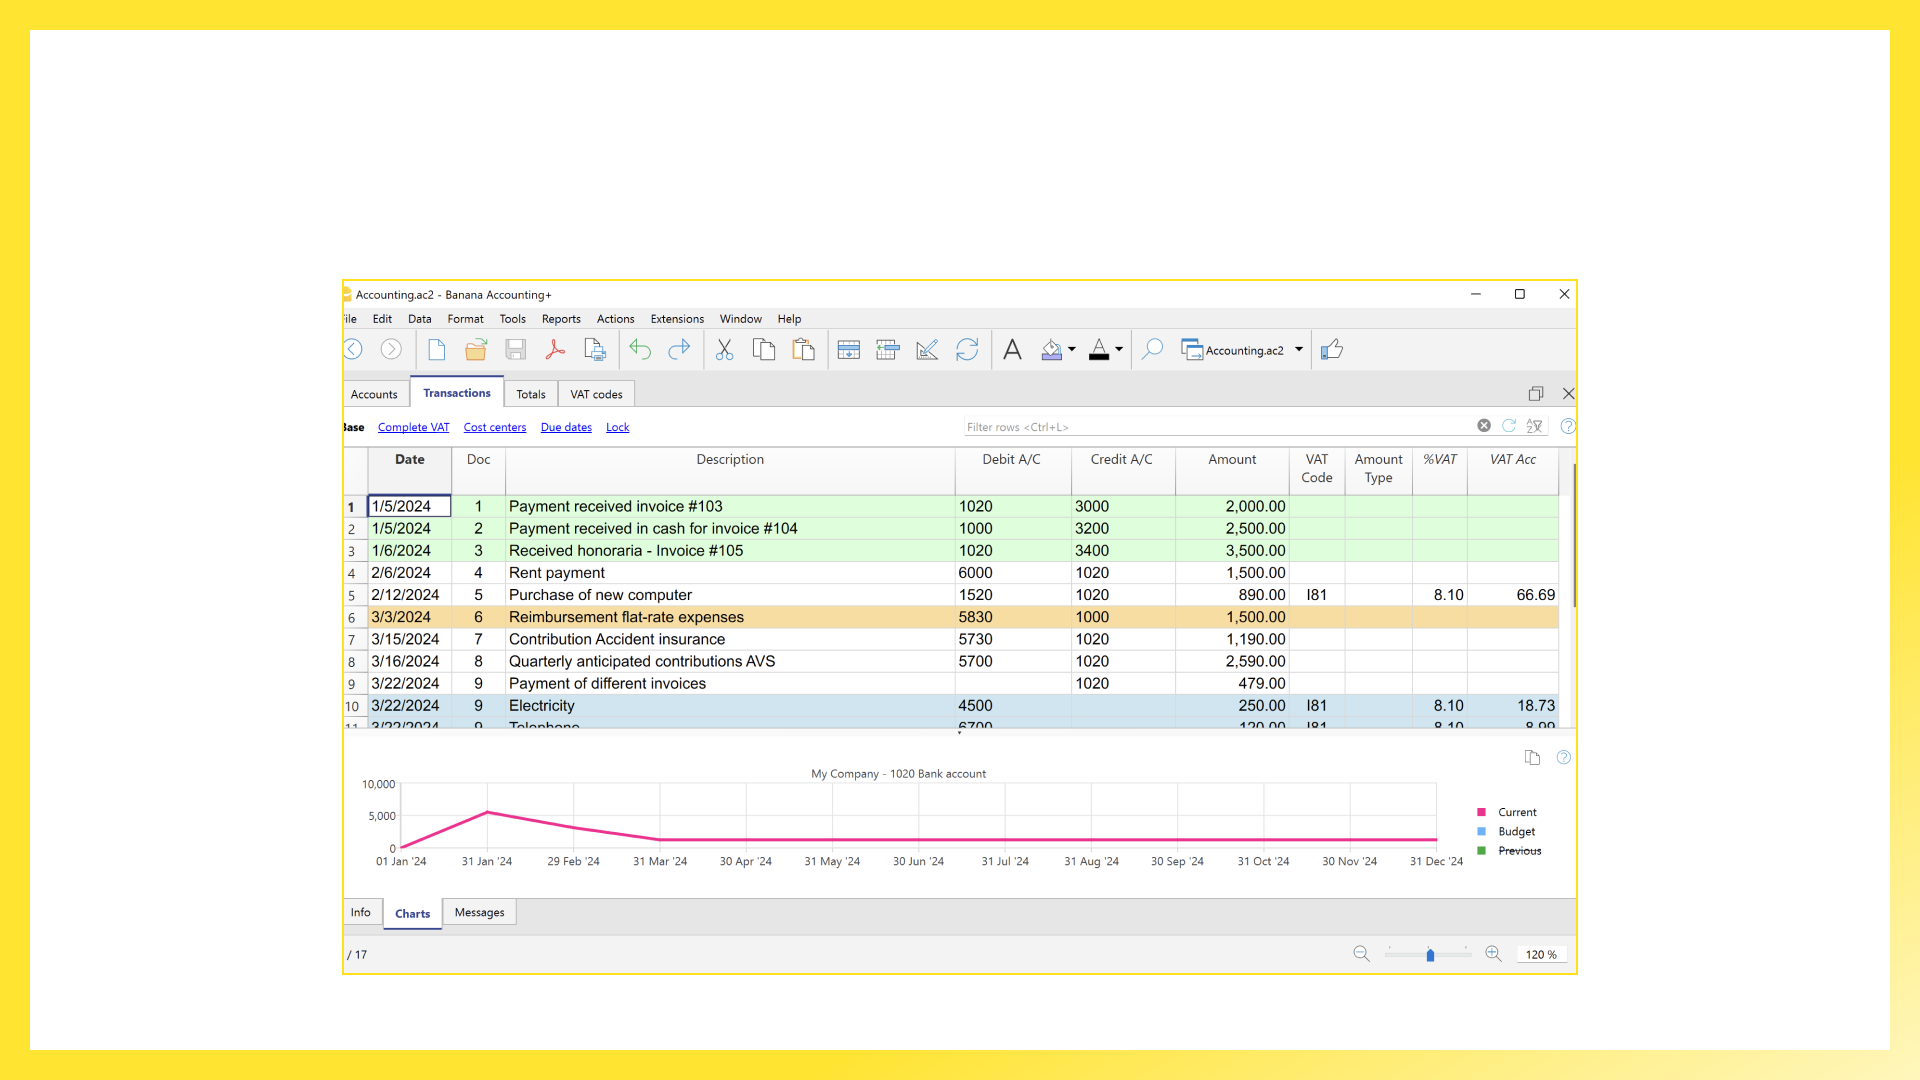 Accounting.ac2 - Banana Accounting+
ile Edit Data Format Tools Reports Actions Extensions Window Help
Accounting.ac2
Accounts Transactions Totals VAT codes
Base Complete VAT Cost centers Due dates Lock Filter rows <Ctrl+L>
Date Doc Description Debit A/C Credit A/C Amount VAT Code Amount Type %VAT VAT Acc
1 1/5/2024 1 Payment received invoice #103 1020 3000 2,000.00
2 1/5/2024 2 Payment received in cash for invoice #104 1000 3200 2,500.00
3 1/6/2024 3 Received honoraria - Invoice #105 1020 3400 3,500.00
4 2/6/2024 4 Rent payment 6000 1020 1,500.00
5 2/12/2024 5 Purchase of new computer 1520 1020 890.00 I81 8.10 66.69
6 3/3/2024 6 Reimbursement flat-rate expenses 5830 1000 1,500.00
7 3/15/2024 7 Contribution Accident insurance 5730 1020 1,190.00
8 3/16/2024 8 Quarterly anticipated contributions AVS 5700 1020 2,590.00
9 3/22/2024 9 Payment of different invoices 1020 479.00
10 3/22/2024 9 Electricity 4500 250.00 I81 8.10 18.73
11 3/22/2024 9 Telephone 6700 120.00 I81 8.10 8.99
My Company - 1020 Bank account
10,000
5,000
0
01 Jan '24 31 Jan '24 29 Feb '24 31 Mar '24 30 Apr '24 31 May '24 30 Jun '24 31 Jul '24 31 Aug '24 30 Sep '24 31 Oct '24 30 Nov '24 31 Dec '24
Current
Budget
Previous
Info Charts Messages
/ 17 120 %